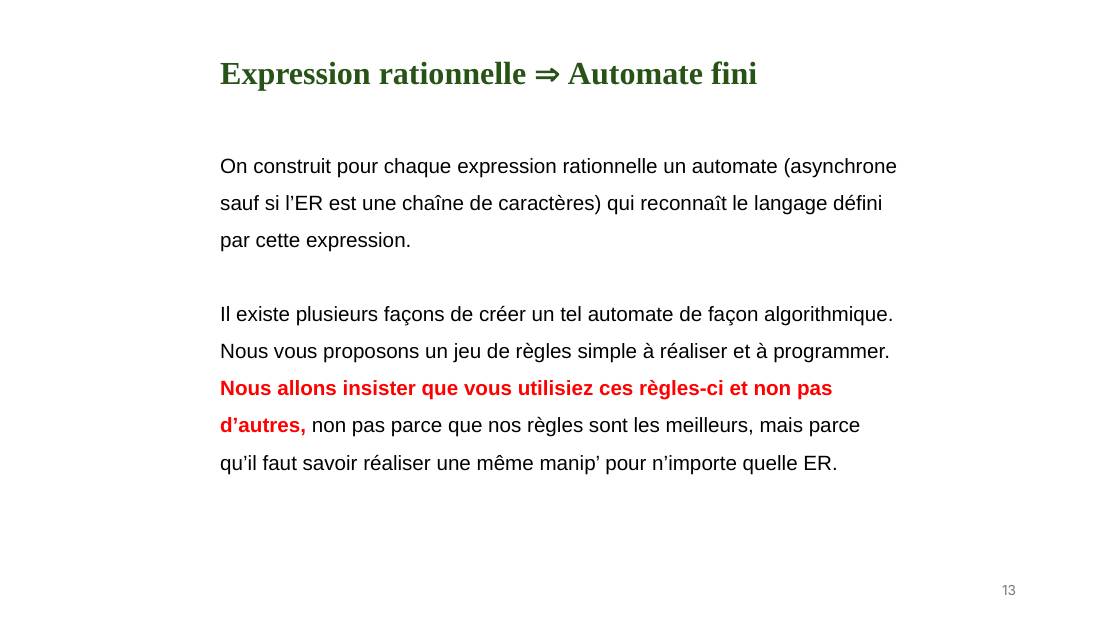 Expression rationnelle ⇒ Automate fini
On construit pour chaque expression rationnelle un automate (asynchrone
sauf si l’ER est une chaîne de caractères) qui reconnaît le langage défini
par cette expression.
Il existe plusieurs façons de créer un tel automate de façon algorithmique.
Nous vous proposons un jeu de règles simple à réaliser et à programmer.
Nous allons insister que vous utilisiez ces règles-ci et non pas
d’autres, non pas parce que nos règles sont les meilleurs, mais parce
qu’il faut savoir réaliser une même manip’ pour n’importe quelle ER.
13